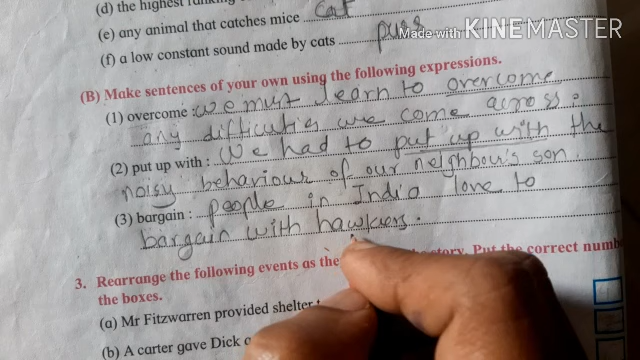 (d) the highest ranking
(e) any animal that catches mice cat
Made with KINEMASTER
(f) a low constant sound made by cats purr
(B) Make sentences of your own using the following expressions.
(1) overcome : we must learn to overcome
any difficulties we come across.
(2) put up with : We had to put up with the
noisy behaviour of our neighbour's son.
(3) bargain : people in India love to
bargain with hawkers.
3. Rearrange the following events as the story. Put the correct numb
the boxes.
(a) Mr Fitzwarren provided shelter
(b) A carter gave Dick